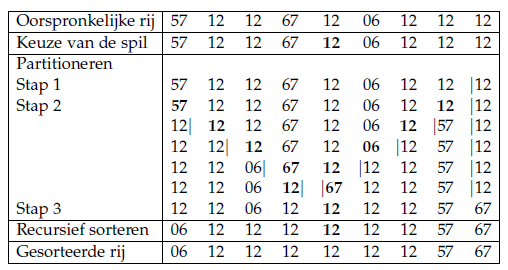 Oorspronkelijke rij 57 12 12 67 12 06 12 12 12
Keuze van de spil 57 12 12 67 12 06 12 12 12
Partitioneren
Stap 1 57 12 12 67 12 06 12 12 |12
Stap 2 57 12 12 67 12 06 12 12 |12
12| 12 12 67 12 06 12 |57 |12
12 12| 12 67 12 06 |12 57 |12
12 12 06| 67 12 |12 12 57 |12
12 12 06 12| |67 12 12 57 |12
Stap 3 12 12 06 12 12 12 12 57 67
Recursief sorteren 06 12 12 12 12 12 12 57 67
Gesorteerde rij 06 12 12 12 12 12 12 57 67